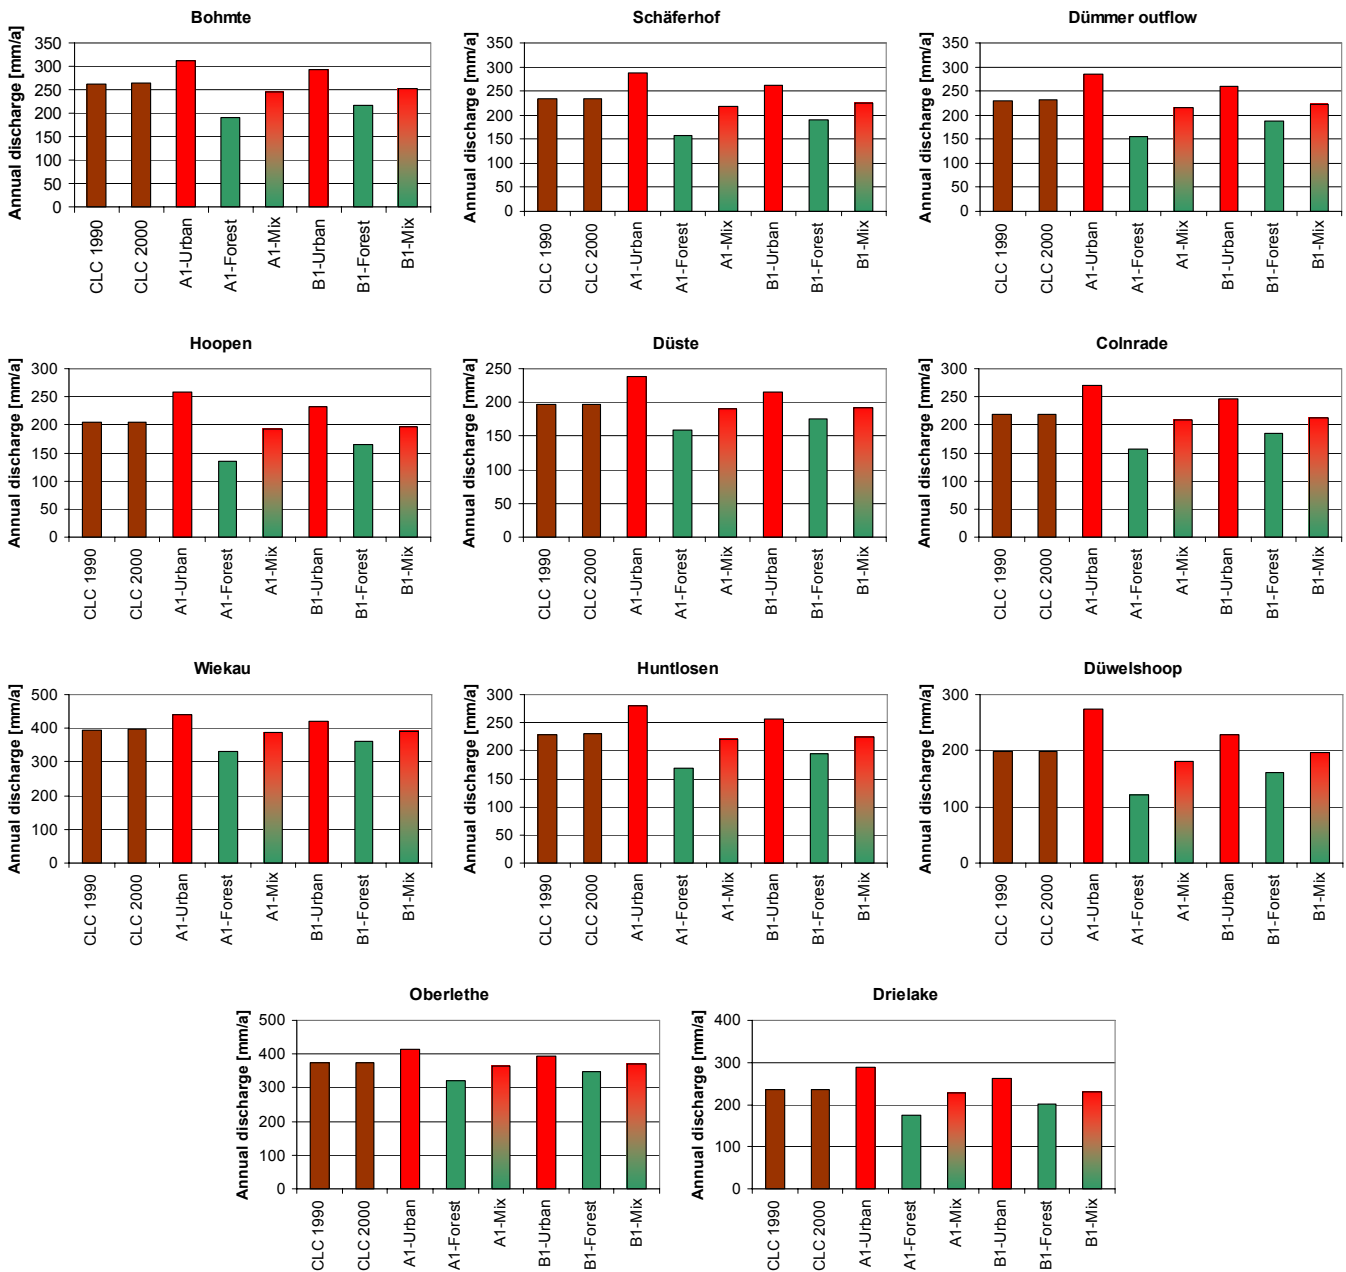 Bohmte
Annual discharge [mm/a]
350
300
250
200
150
100
50
0
CLC 1990
CLC 2000
A1-Urban
A1-Forest
A1-Mix
B1-Urban
B1-Forest
B1-Mix
Schäferhof
Annual discharge [mm/a]
350
300
250
200
150
100
50
0
CLC 1990
CLC 2000
A1-Urban
A1-Forest
A1-Mix
B1-Urban
B1-Forest
B1-Mix
Dümmer outflow
Annual discharge [mm/a]
350
300
250
200
150
100
50
0
CLC 1990
CLC 2000
A1-Urban
A1-Forest
A1-Mix
B1-Urban
B1-Forest
B1-Mix
Hoopen
Annual discharge [mm/a]
300
250
200
150
100
50
0
CLC 1990
CLC 2000
A1-Urban
A1-Forest
A1-Mix
B1-Urban
B1-Forest
B1-Mix
Düste
Annual discharge [mm/a]
250
200
150
100
50
0
CLC 1990
CLC 2000
A1-Urban
A1-Forest
A1-Mix
B1-Urban
B1-Forest
B1-Mix
Colnrade
Annual discharge [mm/a]
300
250
200
150
100
50
0
CLC 1990
CLC 2000
A1-Urban
A1-Forest
A1-Mix
B1-Urban
B1-Forest
B1-Mix
Wiekau
Annual discharge [mm/a]
500
400
300
200
100
0
CLC 1990
CLC 2000
A1-Urban
A1-Forest
A1-Mix
B1-Urban
B1-Forest
B1-Mix
Huntlosen
Annual discharge [mm/a]
300
250
200
150
100
50
0
CLC 1990
CLC 2000
A1-Urban
A1-Forest
A1-Mix
B1-Urban
B1-Forest
B1-Mix
Düwelshoop
Annual discharge [mm/a]
300
200
100
0
CLC 1990
CLC 2000
A1-Urban
A1-Forest
A1-Mix
B1-Urban
B1-Forest
B1-Mix
Oberlethe
Annual discharge [mm/a]
500
400
300
200
100
0
CLC 1990
CLC 2000
A1-Urban
A1-Forest
A1-Mix
B1-Urban
B1-Forest
B1-Mix
Drielake
Annual discharge [mm/a]
400
300
200
100
0
CLC 1990
CLC 2000
A1-Urban
A1-Forest
A1-Mix
B1-Urban
B1-Forest
B1-Mix